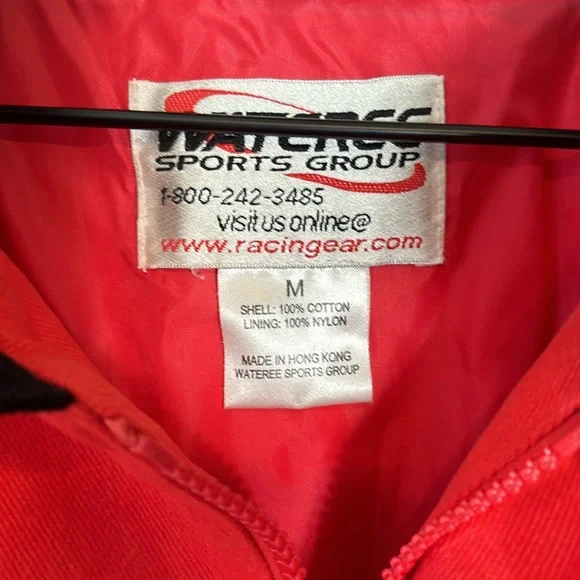 WATEREE
SPORTS GROUP
1-800-242-3485
visit us online@
www.racingear.com
M
SHELL: 100% COTTON
LINING: 100% NYLON
MADE IN HONG KONG
WATEREE SPORTS GROUP